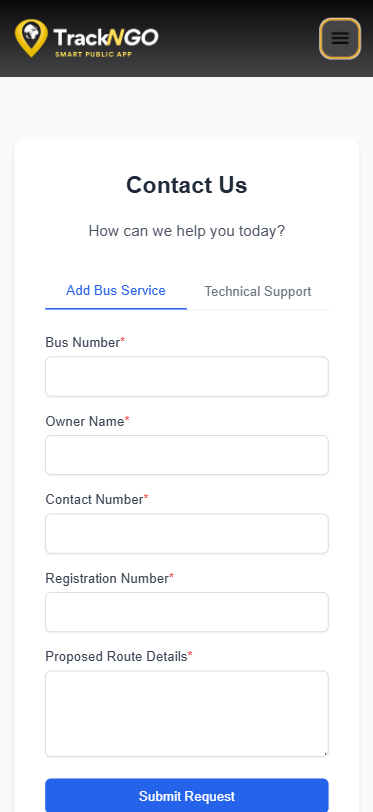 TrackNGO
SMART PUBLIC APP
Contact Us
How can we help you today?
Add Bus Service
Technical Support
Bus Number*
Owner Name*
Contact Number*
Registration Number*
Proposed Route Details*
Submit Request